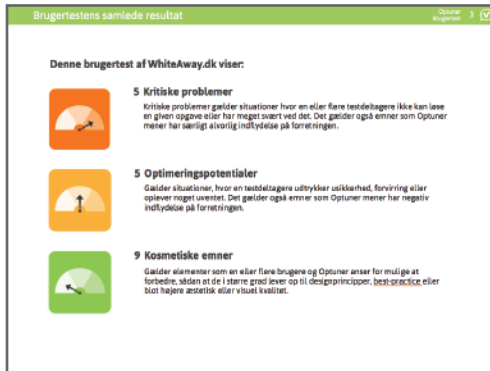 Brugertestens samlede resultat
Optuner
Brugertest 3
Denne brugertest af WhiteAway.dk viser:
5 Kritiske problemer
Kritiske problemer gælder situationer hvor en eller flere testdeltagere ikke kan løse
en given opgave eller har meget svært ved det. Det gælder også emner som Optuner
mener har særligt alvorlig indflydelse på forretningen.
5 Optimeringspotentialer
Gælder situationer, hvor en testdeltagere udtrykker usikkerhed, forvirring eller
oplever noget uventet. Det gælder også emner som Optuner mener har negativ
indflydelse på forretningen.
9 Kosmetiske emner
Gælder elementer som en eller flere brugere og Optuner anser for mulige at
forbedre, sådan at de i større grad lever op til designprincipper, best-practice eller
blot højere æstetisk eller visuel kvalitet.